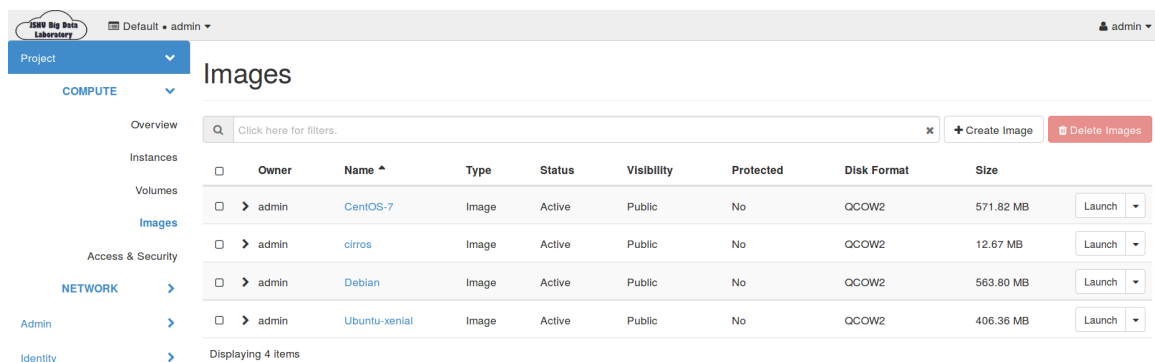 JSNU Big Data
Laboratory
Default • admin
admin
Project
COMPUTE
Overview
Instances
Volumes
Images
Access & Security
NETWORK
Admin
Identity
Images
Click here for filters.
Create Image
Delete Images
Owner Name Type Status Visibility Protected Disk Format Size
admin CentOS-7 Image Active Public No QCOW2 571.82 MB Launch
admin cirros Image Active Public No QCOW2 12.67 MB Launch
admin Debian Image Active Public No QCOW2 563.80 MB Launch
admin Ubuntu-xenial Image Active Public No QCOW2 406.36 MB Launch
Displaying 4 items